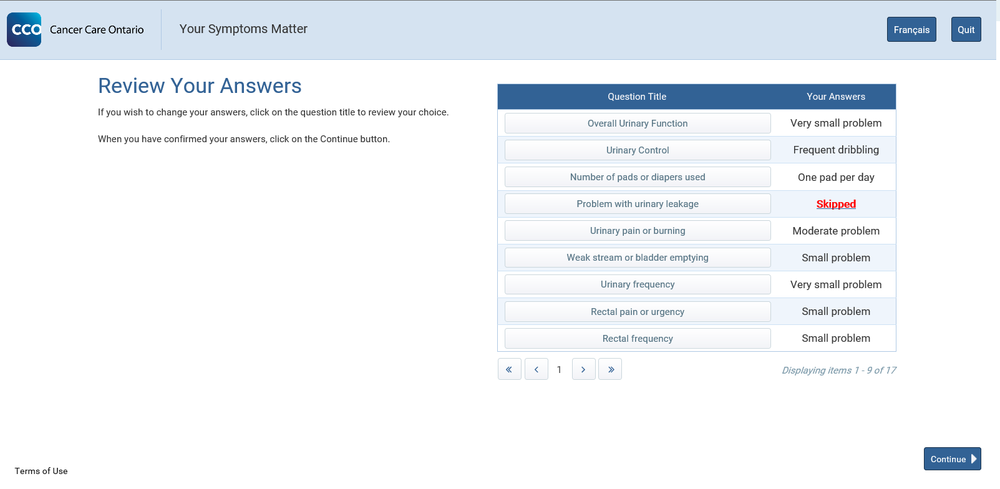 CCO Cancer Care Ontario
Your Symptoms Matter
Français
Quit
Review Your Answers
If you wish to change your answers, click on the question title to review your choice.
When you have confirmed your answers, click on the Continue button.
Question Title Your Answers
Overall Urinary Function Very small problem
Urinary Control Frequent dribbling
Number of pads or diapers used One pad per day
Problem with urinary leakage Skipped
Urinary pain or burning Moderate problem
Weak stream or bladder emptying Small problem
Urinary frequency Very small problem
Rectal pain or urgency Small problem
Rectal frequency Small problem
« ‹ 1 › » Displaying items 1 - 9 of 17
Continue
Terms of Use